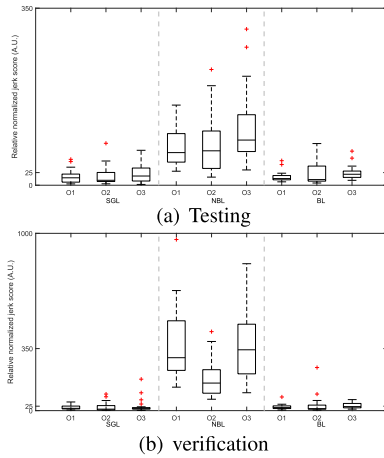 350
25
0
Relative normalized jerk score (A.U.)
O1 O2 O3 O1 O2 O3 O1 O2 O3
SGL NBL BL
(a) Testing
1000
350
25
0
Relative normalized jerk score (A.U.)
O1 O2 O3 O1 O2 O3 O1 O2 O3
SGL NBL BL
(b) verification